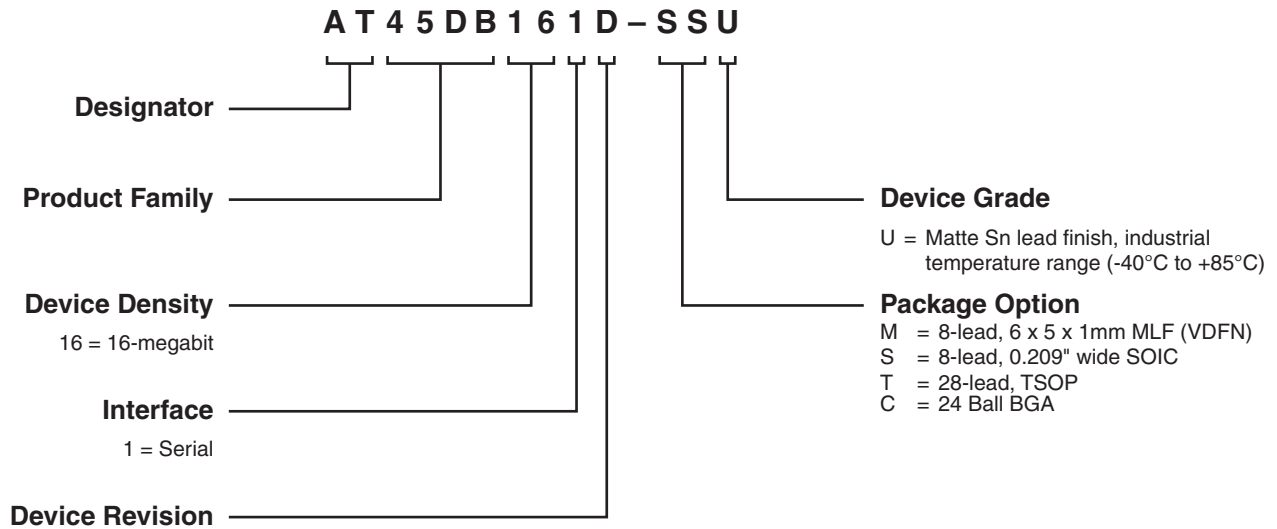 AT45DB161D–SSU
Designator
Product Family
Device Density
16 = 16-megabit
Interface
1 = Serial
Device Revision
Device Grade
U = Matte Sn lead finish, industrial
temperature range (-40°C to +85°C)
Package Option
M = 8-lead, 6 x 5 x 1mm MLF (VDFN)
S = 8-lead, 0.209" wide SOIC
T = 28-lead, TSOP
C = 24 Ball BGA